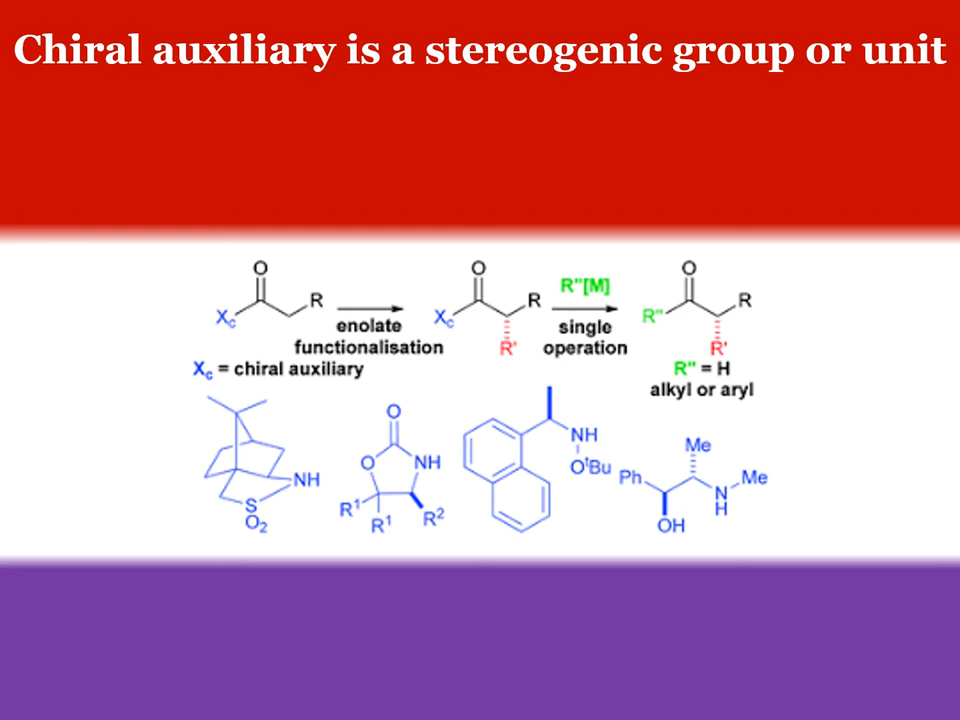 Chiral auxiliary is a stereogenic group or unit
O O O
R"[M]
Xc R Xc R R" R
enolate single
functionalisation R' operation R'
Xc = chiral auxiliary R" = H
alkyl or aryl
O
O NH NH Me
NH OtBu Ph N Me
S R1 R2 H
O2 R1 OH